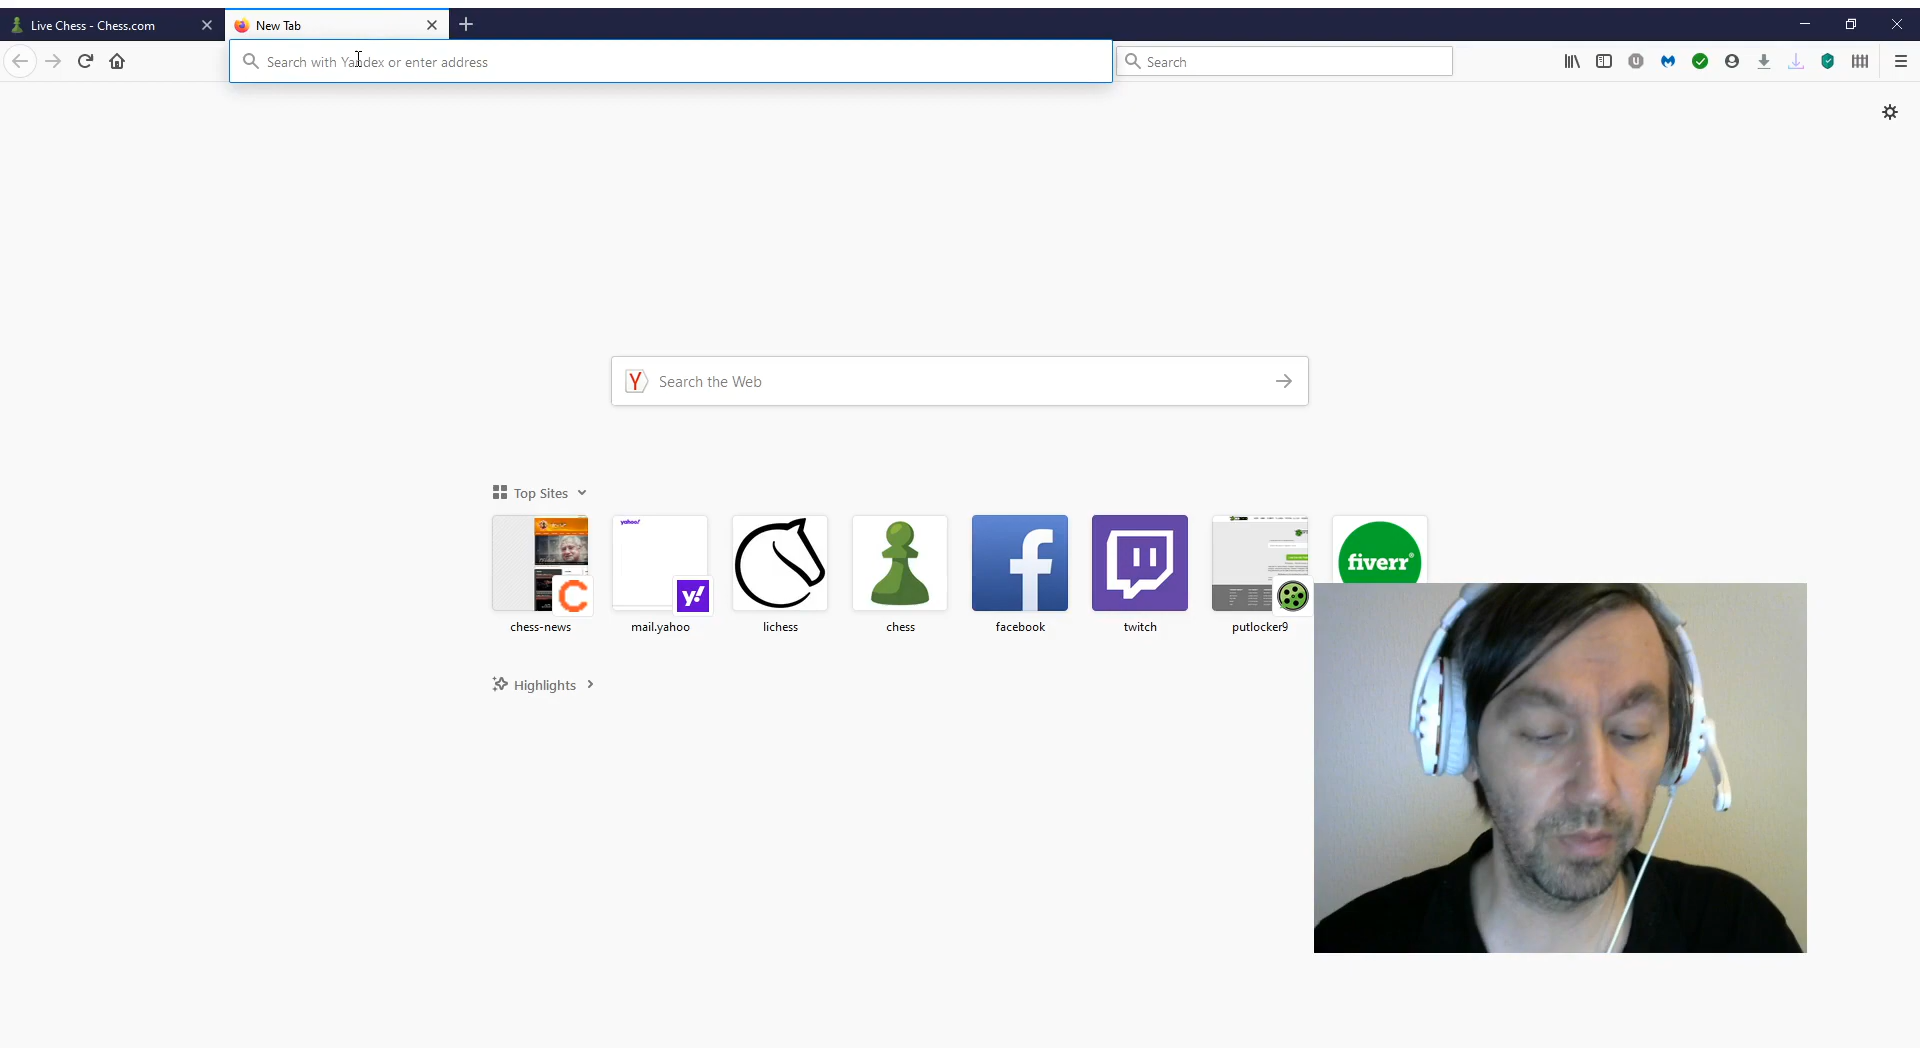 Live Chess - Chess.com
New Tab
Search with Yandex or enter address
Search
Search the Web
Top Sites
yahoo!
fiverr
chess-news
mail.yahoo
lichess
chess
facebook
twitch
putlocker9
Highlights